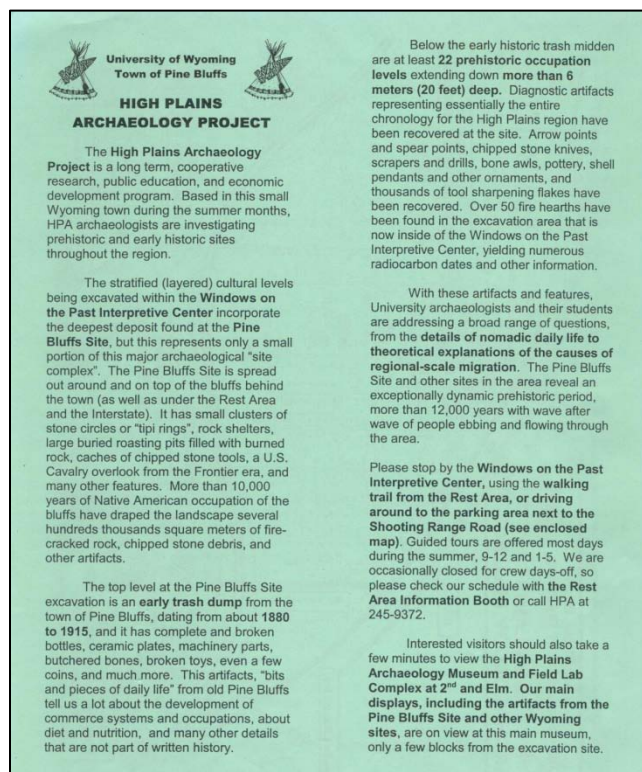 University of Wyoming
Town of Pine Bluffs
HIGH PLAINS
ARCHAEOLOGY PROJECT
The High Plains Archaeology
Project is a long term, cooperative
research, public education, and economic
development program. Based in this small
Wyoming town during the summer months,
HPA archaeologists are investigating
prehistoric and early historic sites
throughout the region.
The stratified (layered) cultural levels
being excavated within the Windows on
the Past Interpretive Center incorporate
the deepest deposit found at the Pine
Bluffs Site, but this represents only a small
portion of this major archaeological "site
complex". The Pine Bluffs Site is spread
out around and on top of the bluffs behind
the town (as well as under the Rest Area
and the Interstate). It has small clusters of
stone circles or "tipi rings", rock shelters,
large buried roasting pits filled with burned
rock, caches of chipped stone tools, a U.S.
Cavalry overlook from the Frontier era, and
many other features. More than 10,000
years of Native American occupation of the
bluffs have draped the landscape several
hundreds thousands square meters of fire-
cracked rock, chipped stone debris, and
other artifacts.
The top level at the Pine Bluffs Site
excavation is an early trash dump from the
town of Pine Bluffs, dating from about 1880
to 1915, and it has complete and broken
bottles, ceramic plates, machinery parts,
butchered bones, broken toys, even a few
coins, and much more. This artifacts, "bits
and pieces of daily life" from old Pine Bluffs
tell us a lot about the development of
commerce systems and occupations, about
diet and nutrition, and many other details
that are not part of written history.
Below the early historic trash midden
are at least 22 prehistoric occupation
levels extending down more than 6
meters (20 feet) deep. Diagnostic artifacts
representing essentially the entire
chronology for the High Plains region have
been recovered at the site. Arrow points
and spear points, chipped stone knives,
scrapers and drills, bone awls, pottery, shell
pendants and other ornaments, and
thousands of tool sharpening flakes have
been recovered. Over 50 fire hearths have
been found in the excavation area that is
now inside of the Windows on the Past
Interpretive Center, yielding numerous
radiocarbon dates and other information.
With these artifacts and features,
University archaeologists and their students
are addressing a broad range of questions,
from the details of nomadic daily life to
theoretical explanations of the causes of
regional-scale migration. The Pine Bluffs
Site and other sites in the area reveal an
exceptionally dynamic prehistoric period,
more than 12,000 years with wave after
wave of people ebbing and flowing through
the area.
Please stop by the Windows on the Past
Interpretive Center, using the walking
trail from the Rest Area, or driving
around to the parking area next to the
Shooting Range Road (see enclosed
map). Guided tours are offered most days
during the summer, 9-12 and 1-5. We are
occasionally closed for crew days-off, so
please check our schedule with the Rest
Area Information Booth or call HPA at
245-9372.
Interested visitors should also take a
few minutes to view the High Plains
Archaeology Museum and Field Lab
Complex at 2nd and Elm. Our main
displays, including the artifacts from the
Pine Bluffs Site and other Wyoming
sites, are on view at this main museum,
only a few blocks from the excavation site.